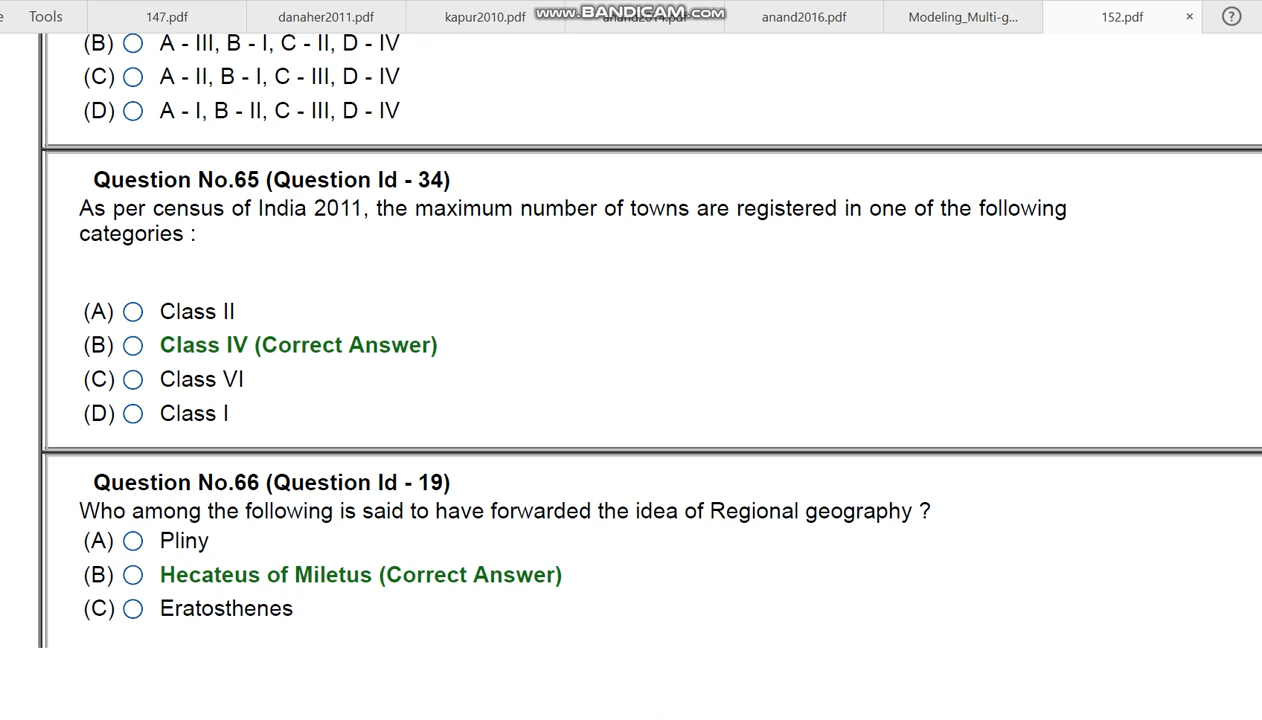 e Tools 147.pdf danaher2011.pdf kapur2010.pdf anand2014.pdf anand2016.pdf Modeling_Multi-g... 152.pdf × ?
www.BANDICAM.com
(B) A - III, B - I, C - II, D - IV
(C) A - II, B - I, C - III, D - IV
(D) A - I, B - II, C - III, D - IV
Question No.65 (Question Id - 34)
As per census of India 2011, the maximum number of towns are registered in one of the following
categories :
(A) Class II
(B) Class IV (Correct Answer)
(C) Class VI
(D) Class I
Question No.66 (Question Id - 19)
Who among the following is said to have forwarded the idea of Regional geography ?
(A) Pliny
(B) Hecateus of Miletus (Correct Answer)
(C) Eratosthenes